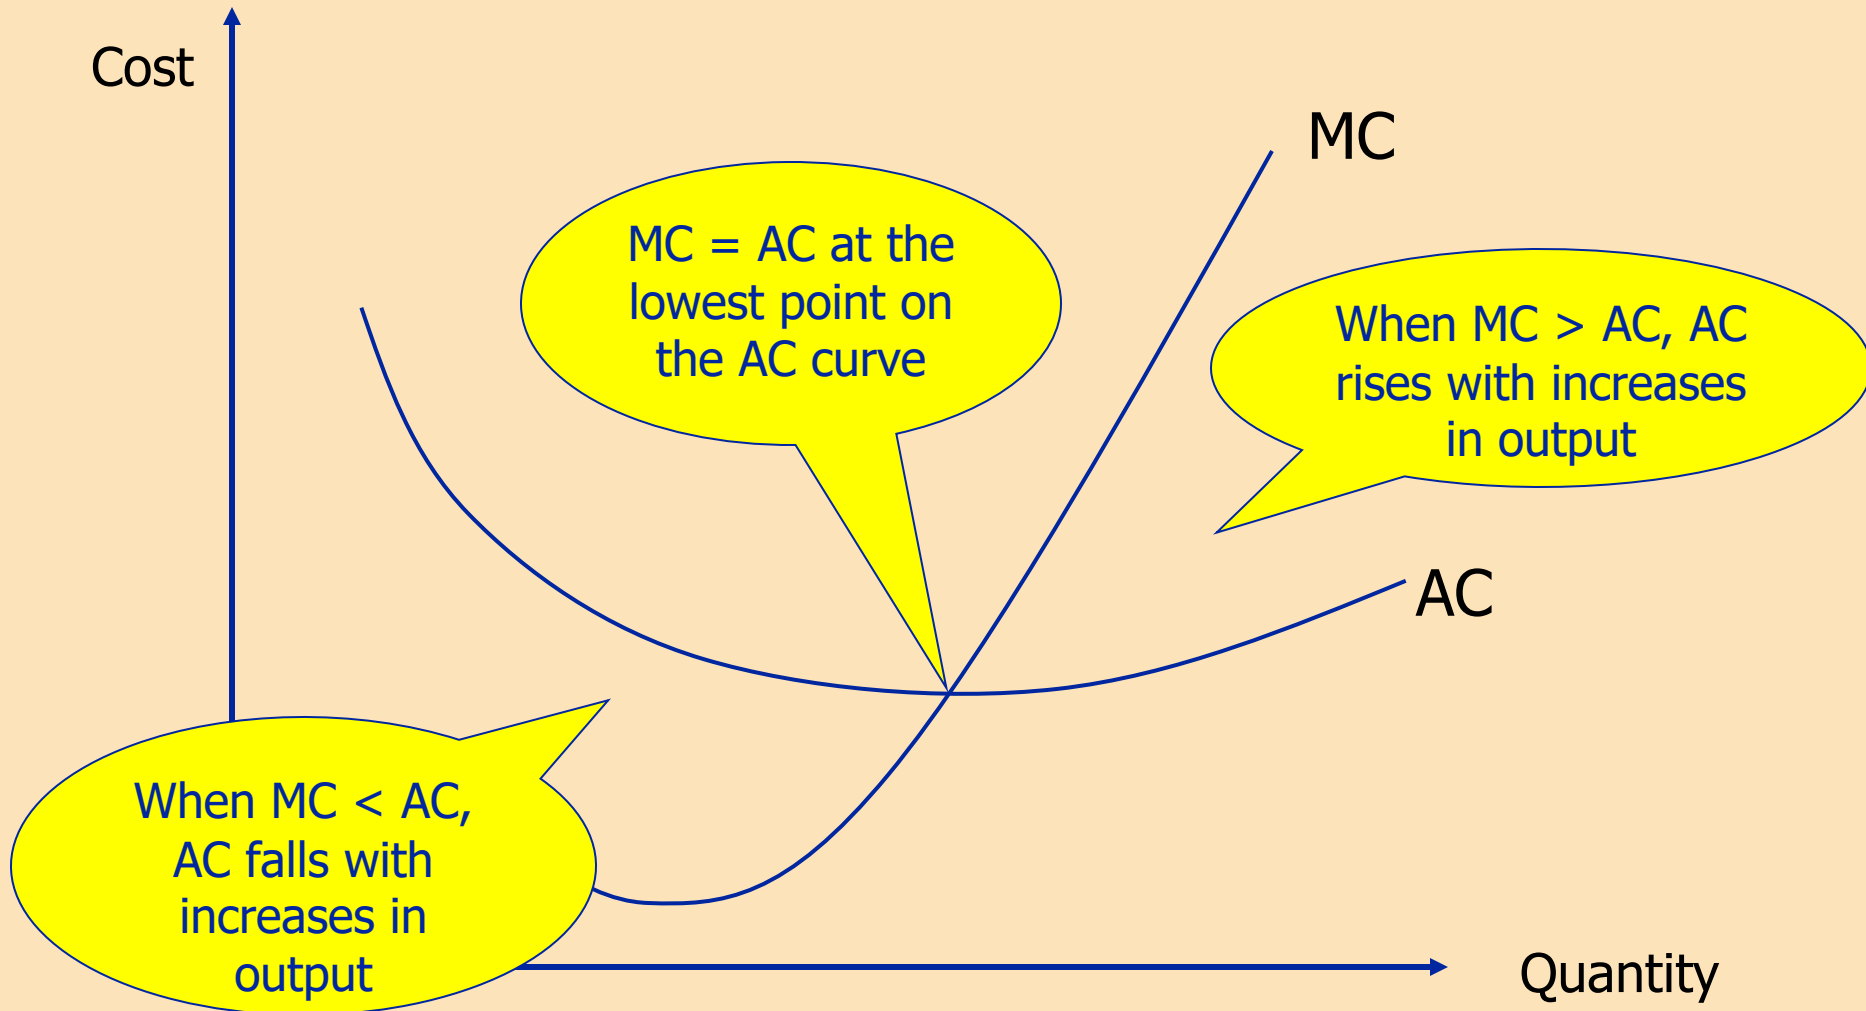 Cost
MC
MC = AC at the
lowest point on
the AC curve
When MC > AC, AC
rises with increases
in output
AC
When MC < AC,
AC falls with
increases in
output
Quantity